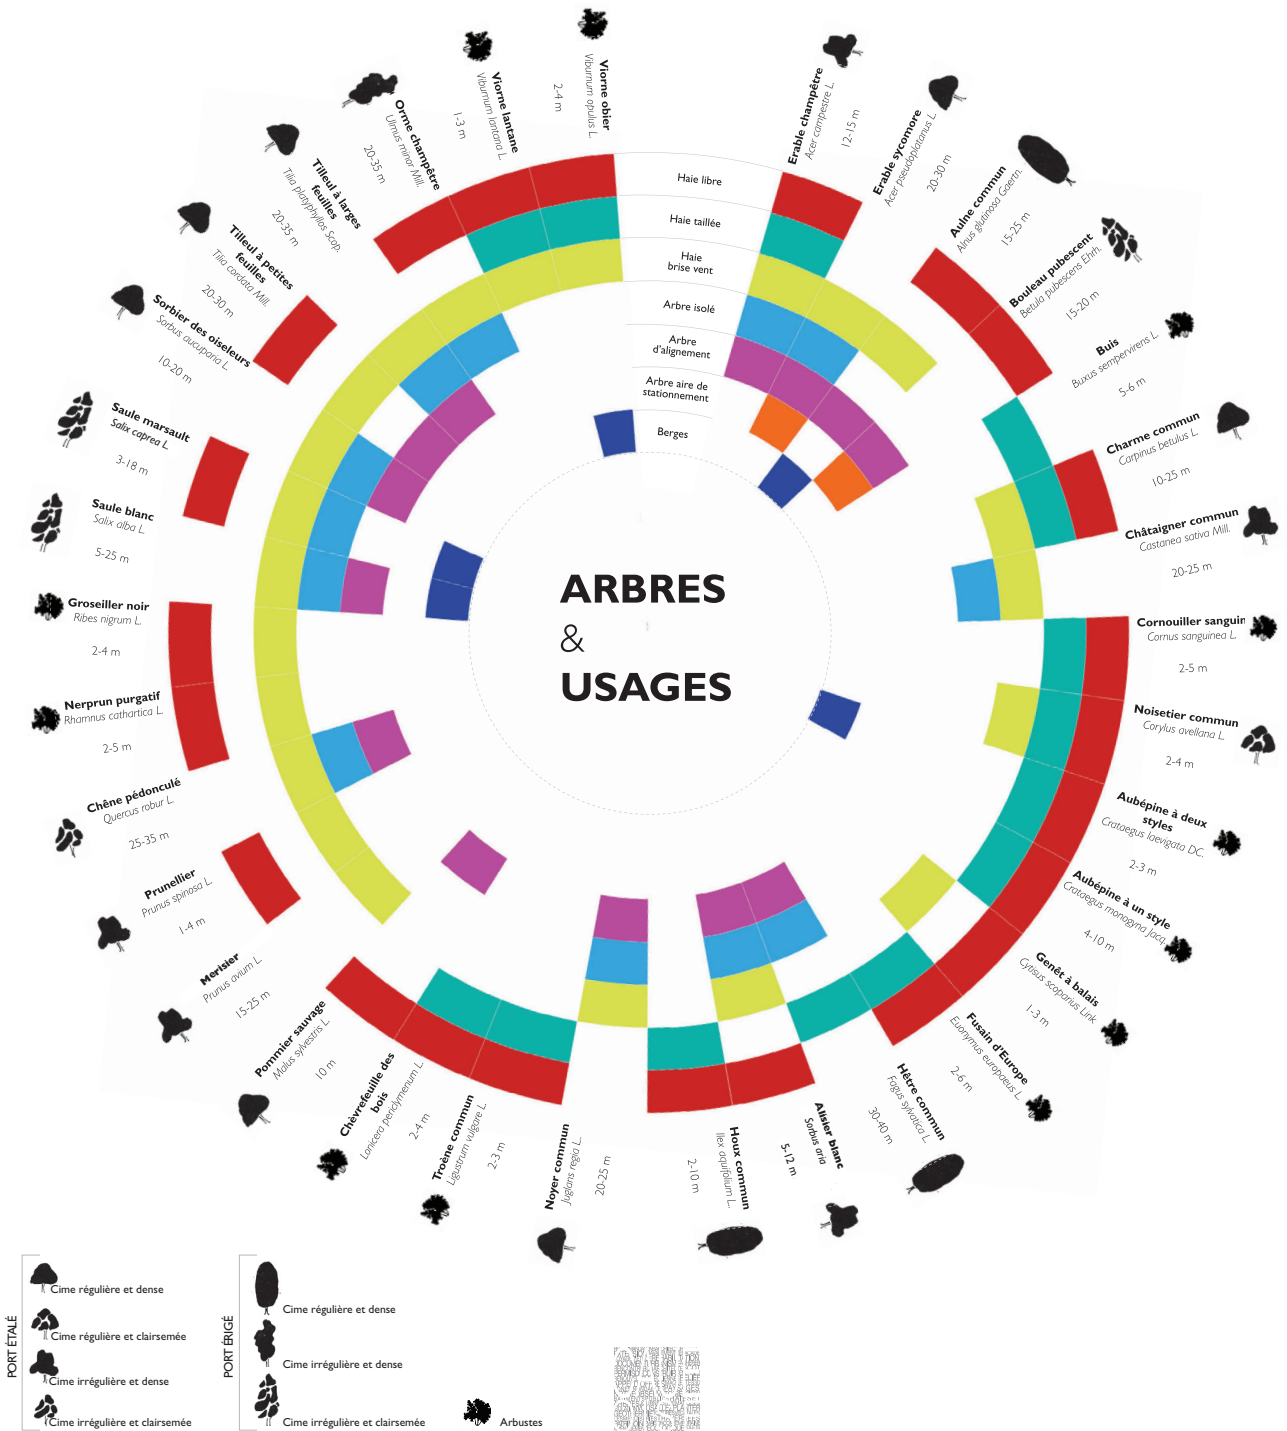 ARBRES
&
USAGES
Haie libre
Haie taillée
Haie
brise vent
Arbre isolé
Arbre
d'alignement
Arbre aire de
stationnement
Berges
Erable champêtre
Acer campestre L.
12-15 m
Erable sycomore
Acer pseudoplatanus L.
20-30 m
Aulne commun
Alnus glutinosa Gaertn.
15-25 m
Bouleau pubescent
Betula pubescens Ehrh.
15-20 m
Buis
Buxus sempervirens L.
5-6 m
Charme commun
Carpinus betulus L.
10-25 m
Châtaigner commun
Castanea sativa Mill.
20-25 m
Cornouiller sanguin
Cornus sanguinea L.
2-5 m
Noisetier commun
Corylus avellana L.
2-4 m
Aubépine à deux
styles
Crataegus laevigata DC.
2-3 m
Aubépine à un style
Crataegus monogyna Jacq.
4-10 m
Genêt à balais
Cytisus scoparius Link
1-3 m
Fusain d'Europe
Euonymus europaeus L.
2-6 m
Hêtre commun
Fagus sylvatica L.
30-40 m
Alisier blanc
Sorbus aria
5-12 m
Houx commun
Ilex aquifolium L.
2-10 m
Noyer commun
Juglans regia L.
20-25 m
Troène commun
Ligustrum vulgare L.
2-3 m
Chèvrefeuille des
bois
Lonicera periclymenum L.
2-4 m
Pommier sauvage
Malus sylvestris L.
10 m
Merisier
Prunus avium L.
15-25 m
Prunellier
Prunus spinosa L.
1-4 m
Chêne pédonculé
Quercus robur L.
25-35 m
Nerprun purgatif
Rhamnus cathartica L.
2-5 m
Groseiller noir
Ribes nigrum L.
2-4 m
Saule blanc
Salix alba L.
5-25 m
Saule marsault
Salix caprea L.
3-18 m
Sorbier des oiseleurs
Sorbus aucuparia L.
10-20 m
Tilleul à petites
feuilles
Tilia cordata Mill.
20-30 m
Tilleul à larges
feuilles
Tilia platyphyllos Scop.
20-35 m
Orme champêtre
Ulmus minor Mill.
20-35 m
Viorne lantane
Viburnum lantana L.
1-3 m
Viorne obier
Viburnum opulus L.
2-4 m
PORT ÉTALÉ
Cime régulière et dense
Cime régulière et clairsemée
Cime irrégulière et dense
Cime irrégulière et clairsemée
PORT ÉRIGÉ
Cime régulière et dense
Cime irrégulière et dense
Cime irrégulière et clairsemée
Arbustes